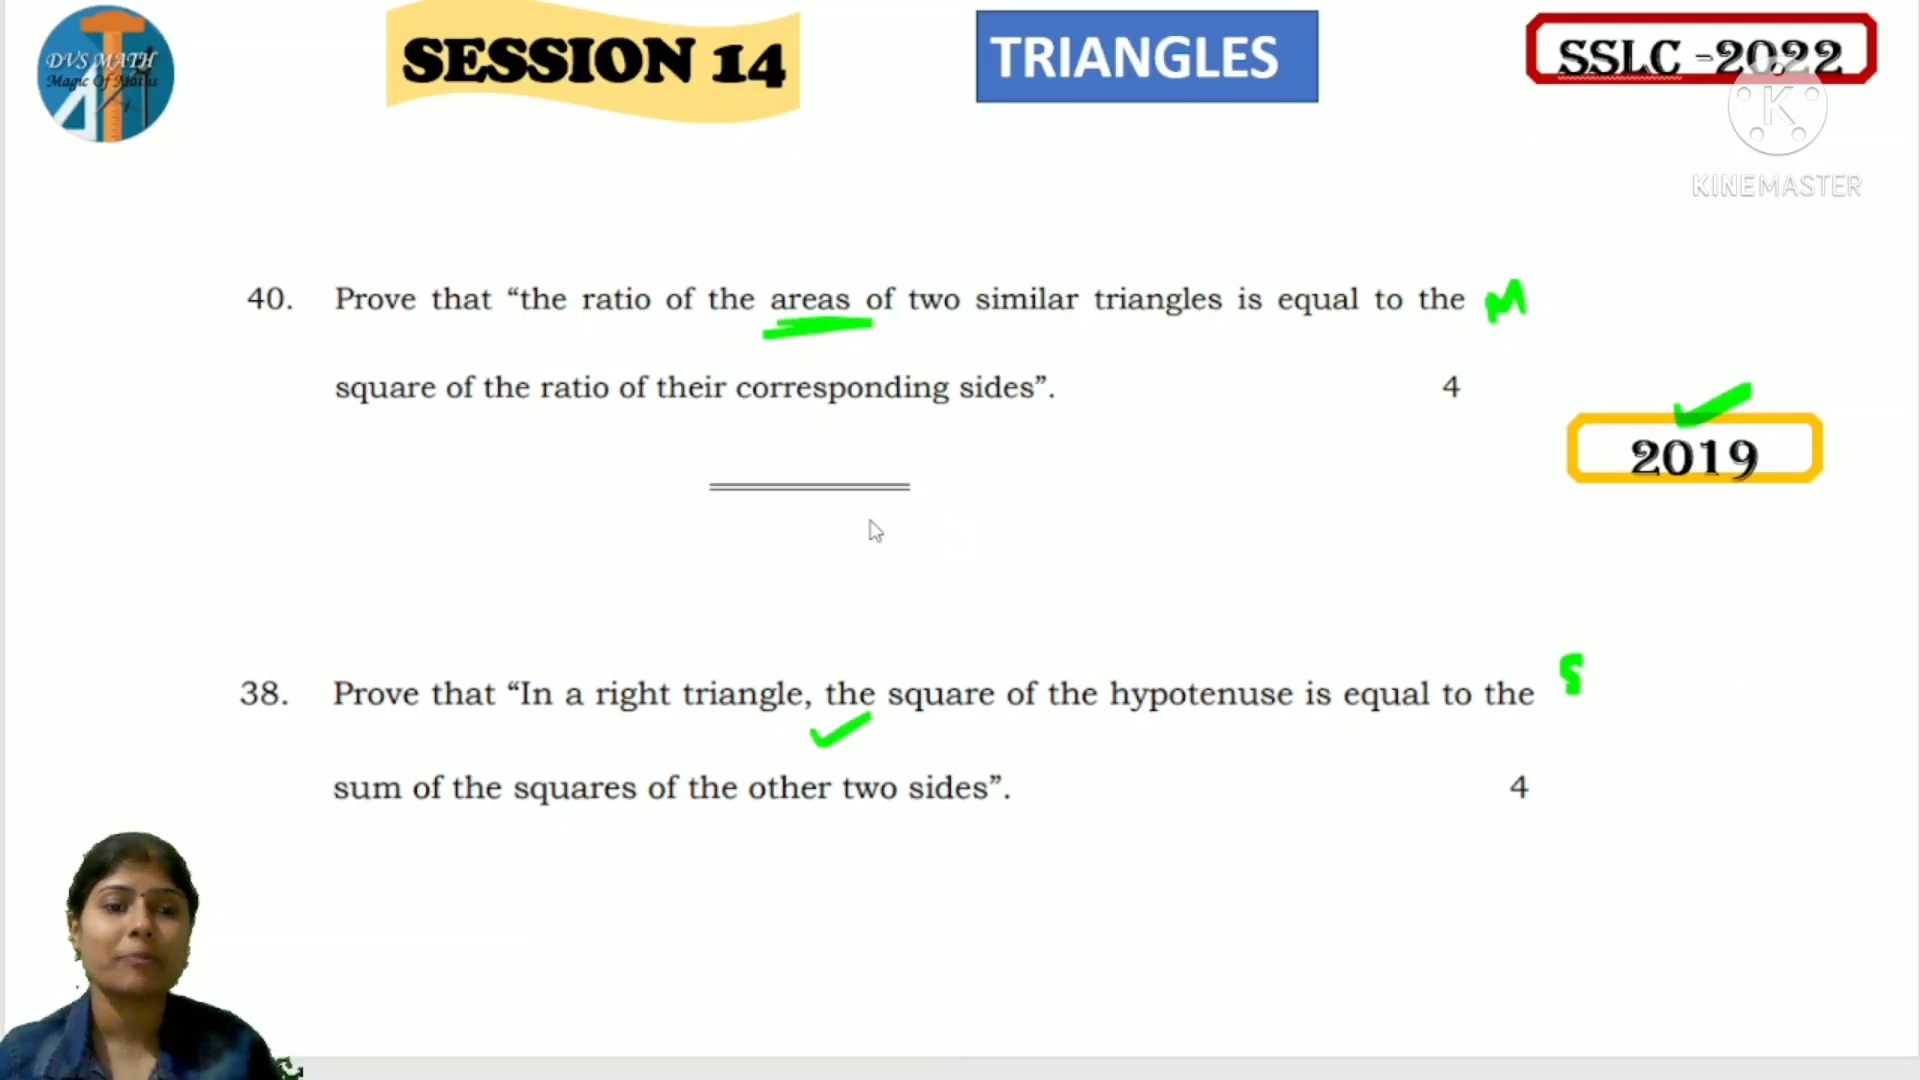 DV'S MATH
Magic Of Maths
SESSION 14
TRIANGLES
SSLC -2022
K
KINEMASTER
40. Prove that “the ratio of the areas of two similar triangles is equal to the M
square of the ratio of their corresponding sides”. 4
2019
38. Prove that “In a right triangle, the square of the hypotenuse is equal to the S
sum of the squares of the other two sides”. 4